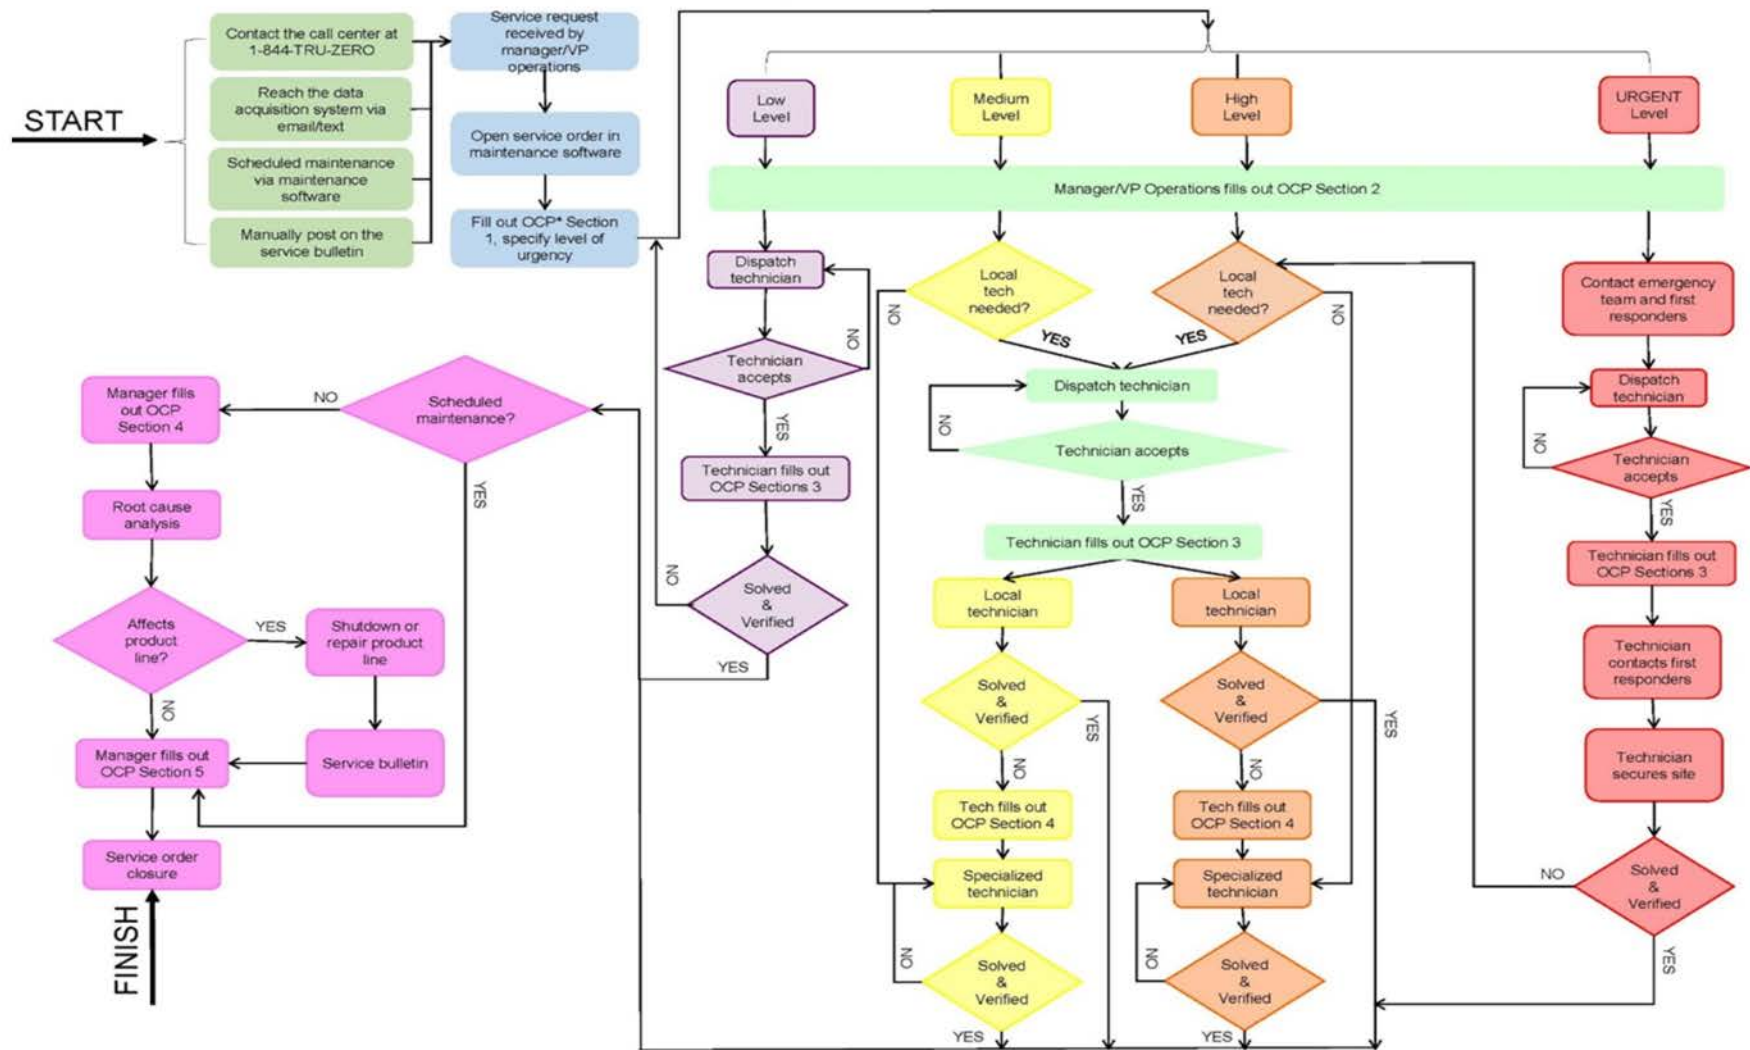 START
Contact the call center at
1-844-TRU-ZERO
Reach the data
acquisition system via
email/text
Scheduled maintenance
via maintenance
software
Manually post on the
service bulletin
Service request
received by
manager/VP
operations
Open service order in
maintenance software
Fill out OCP* Section
1, specify level of
urgency
Low
Level
Medium
Level
High
Level
URGENT
Level
Manager/VP Operations fills out OCP Section 2
Dispatch
technician
NO
Technician
accepts
YES
Technician fills out
OCP Sections 3
Solved
&
Verified
NO
YES
Local
tech
needed?
NO
YES
Local
tech
needed?
YES
NO
Dispatch technician
NO
Technician accepts
YES
Technician fills out OCP Section 3
Local
technician
Solved
&
Verified
YES
NO
Tech fills out
OCP Section 4
Specialized
technician
NO
Solved
&
Verified
YES
Local
technician
Solved
&
Verified
YES
NO
Tech fills out
OCP Section 4
Specialized
technician
NO
Solved
&
Verified
YES
Contact emergency
team and first
responders
Dispatch
technician
NO
Technician
accepts
YES
Technician fills out
OCP Sections 3
Technician
contacts first
responders
Technician
secures site
Solved
&
Verified
NO
YES
Scheduled
maintenance?
NO
YES
Manager fills
out OCP
Section 4
Root cause
analysis
Affects
product
line?
YES
NO
Shutdown or
repair product
line
Service bulletin
Manager fills out
OCP Section 5
Service order
closure
FINISH